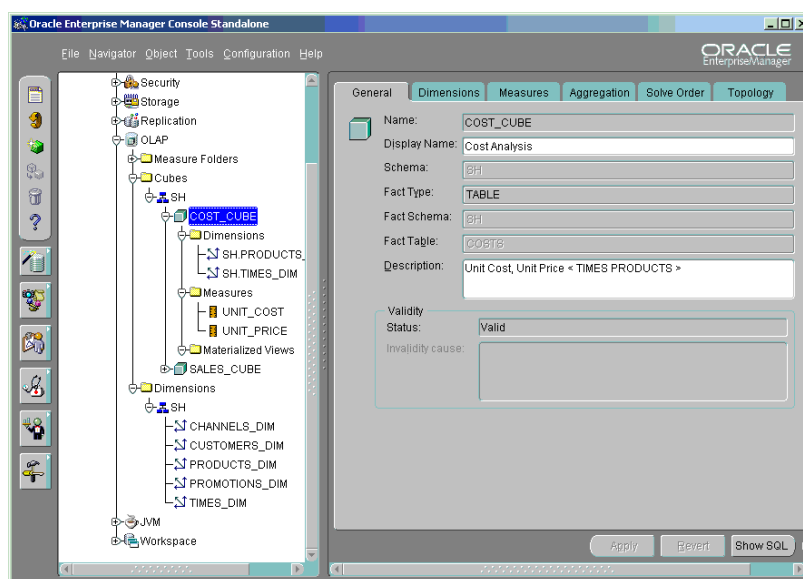 Oracle Enterprise Manager Console Standalone
File Navigator Object Tools Configuration Help
ORACLE
EnterpriseManager
Security
Storage
Replication
OLAP
Measure Folders
Cubes
SH
COST_CUBE
Dimensions
SH.PRODUCTS_
SH.TIMES_DIM
Measures
UNIT_COST
UNIT_PRICE
Materialized Views
SALES_CUBE
Dimensions
SH
CHANNELS_DIM
CUSTOMERS_DIM
PRODUCTS_DIM
PROMOTIONS_DIM
TIMES_DIM
JVM
Workspace
General Dimensions Measures Aggregation Solve Order Topology
Name: COST_CUBE
Display Name: Cost Analysis
Schema: SH
Fact Type: TABLE
Fact Schema: SH
Fact Table: COSTS
Description: Unit Cost, Unit Price < TIMES PRODUCTS >
Validity
Status: Valid
Invalidity cause:
Apply Revert Show SQL